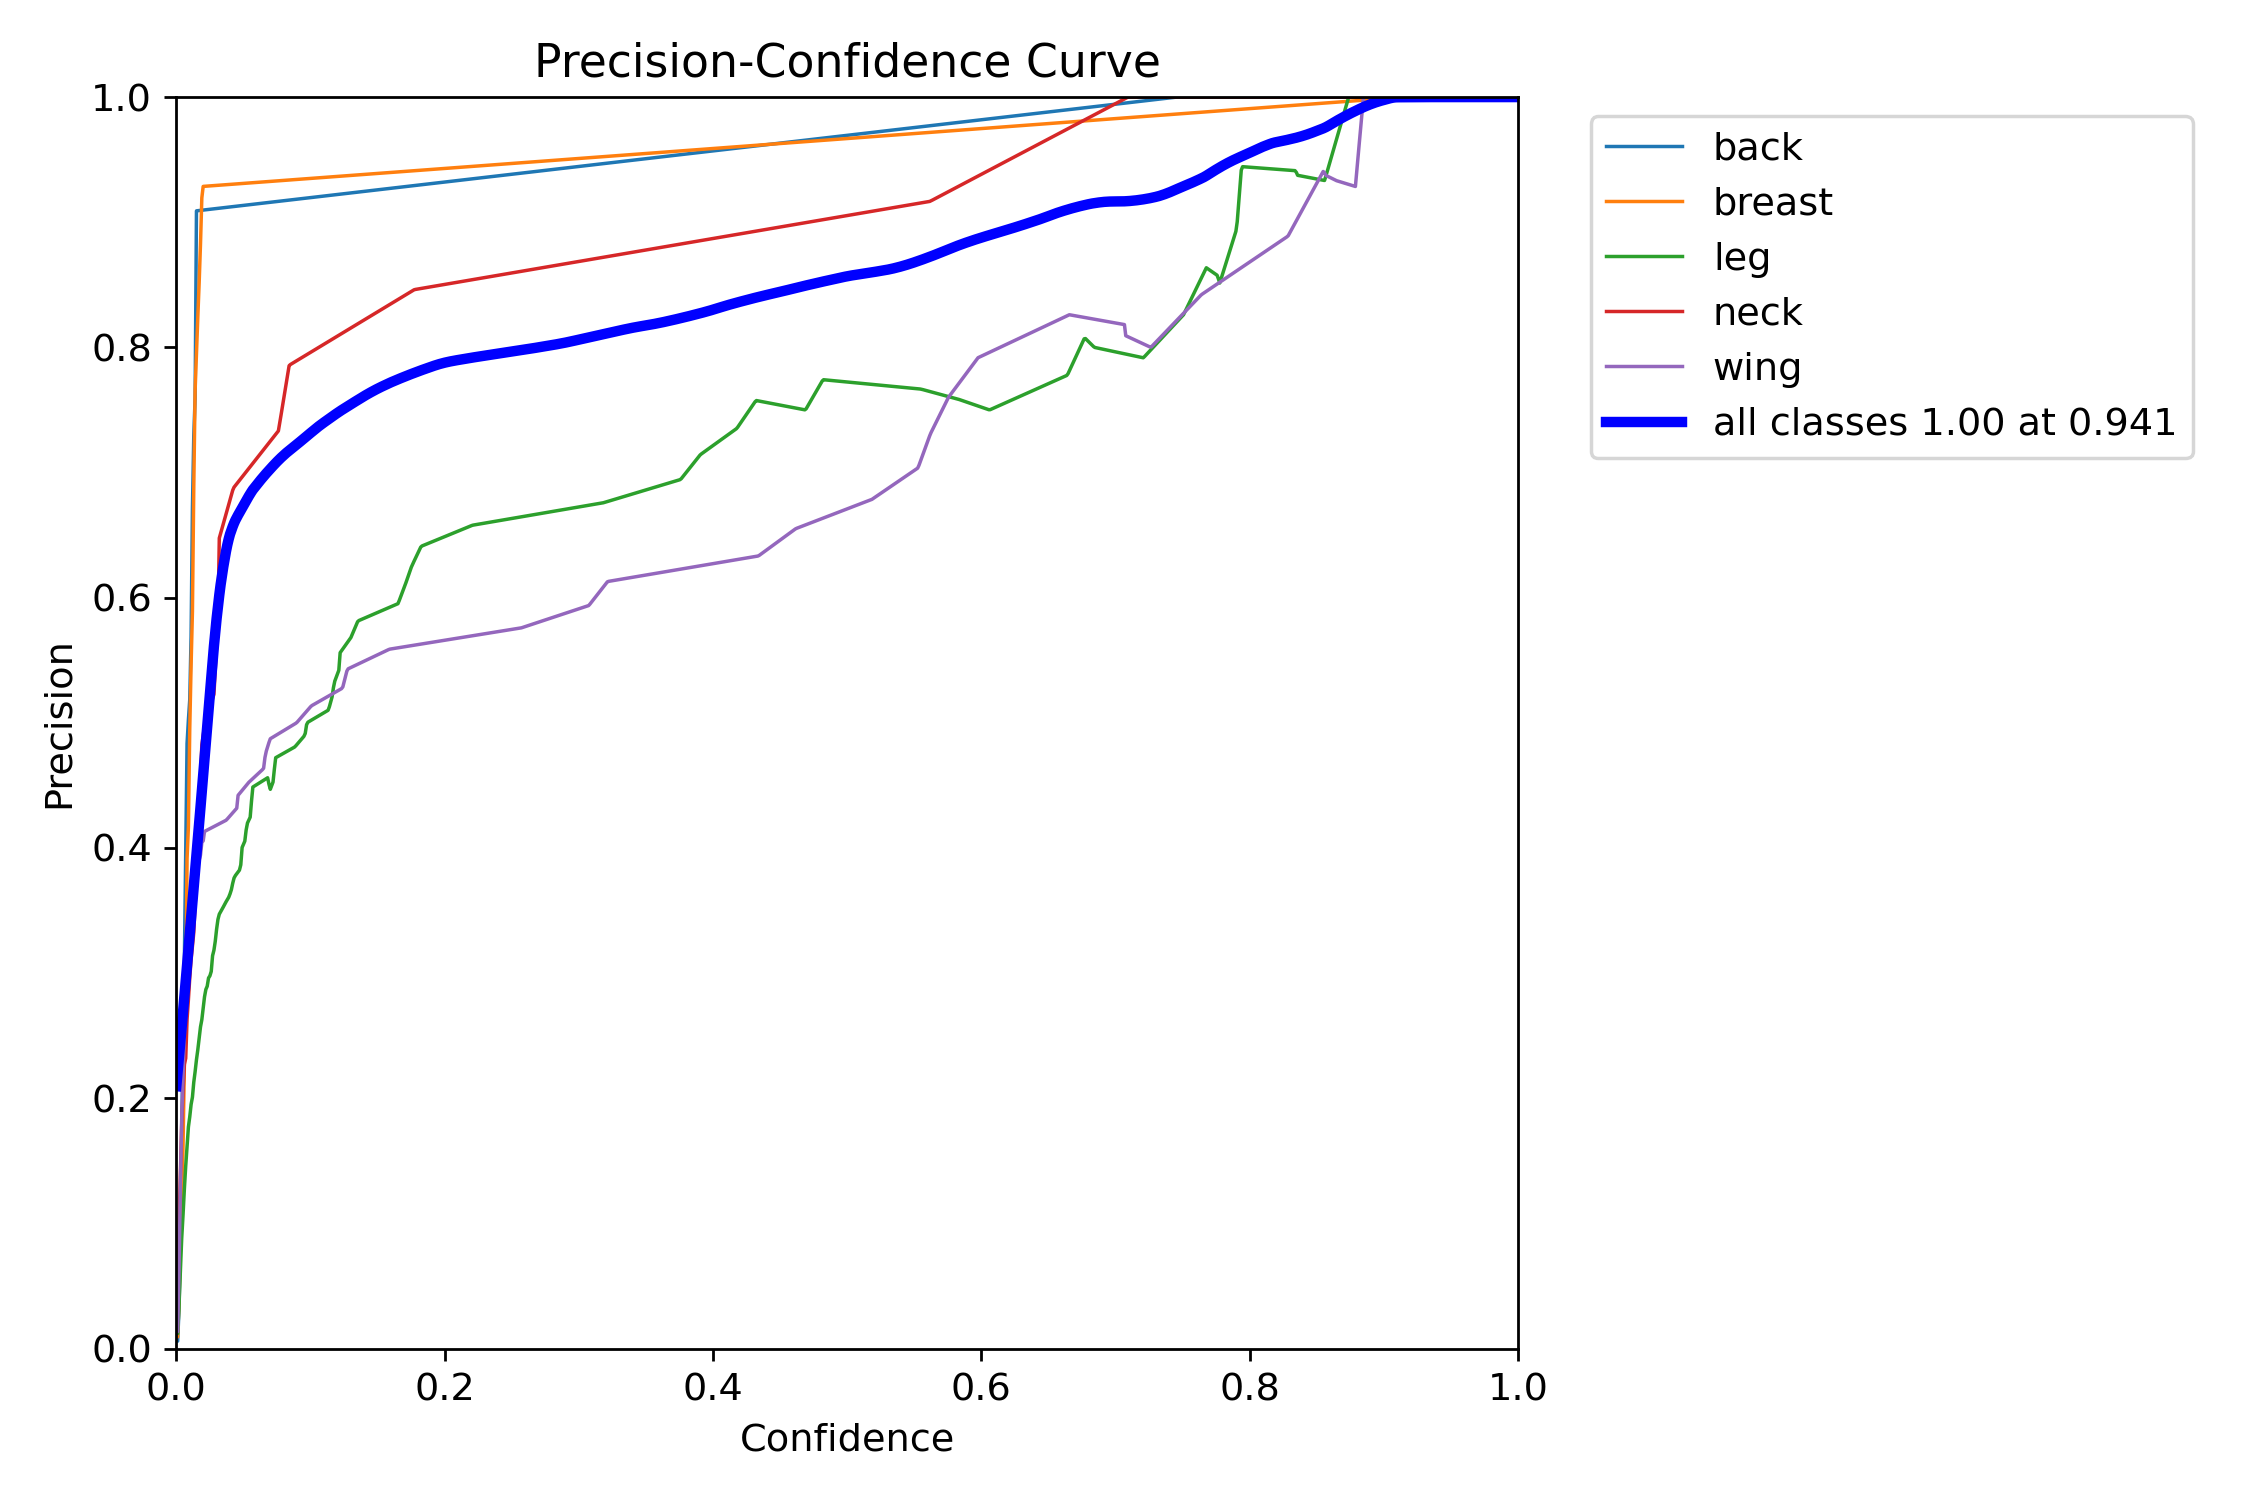 Precision-Confidence Curve
1.0
0.8
0.6
0.4
0.2
0.0
Precision
0.0 0.2 0.4 0.6 0.8 1.0
Confidence
back
breast
leg
neck
wing
all classes 1.00 at 0.941